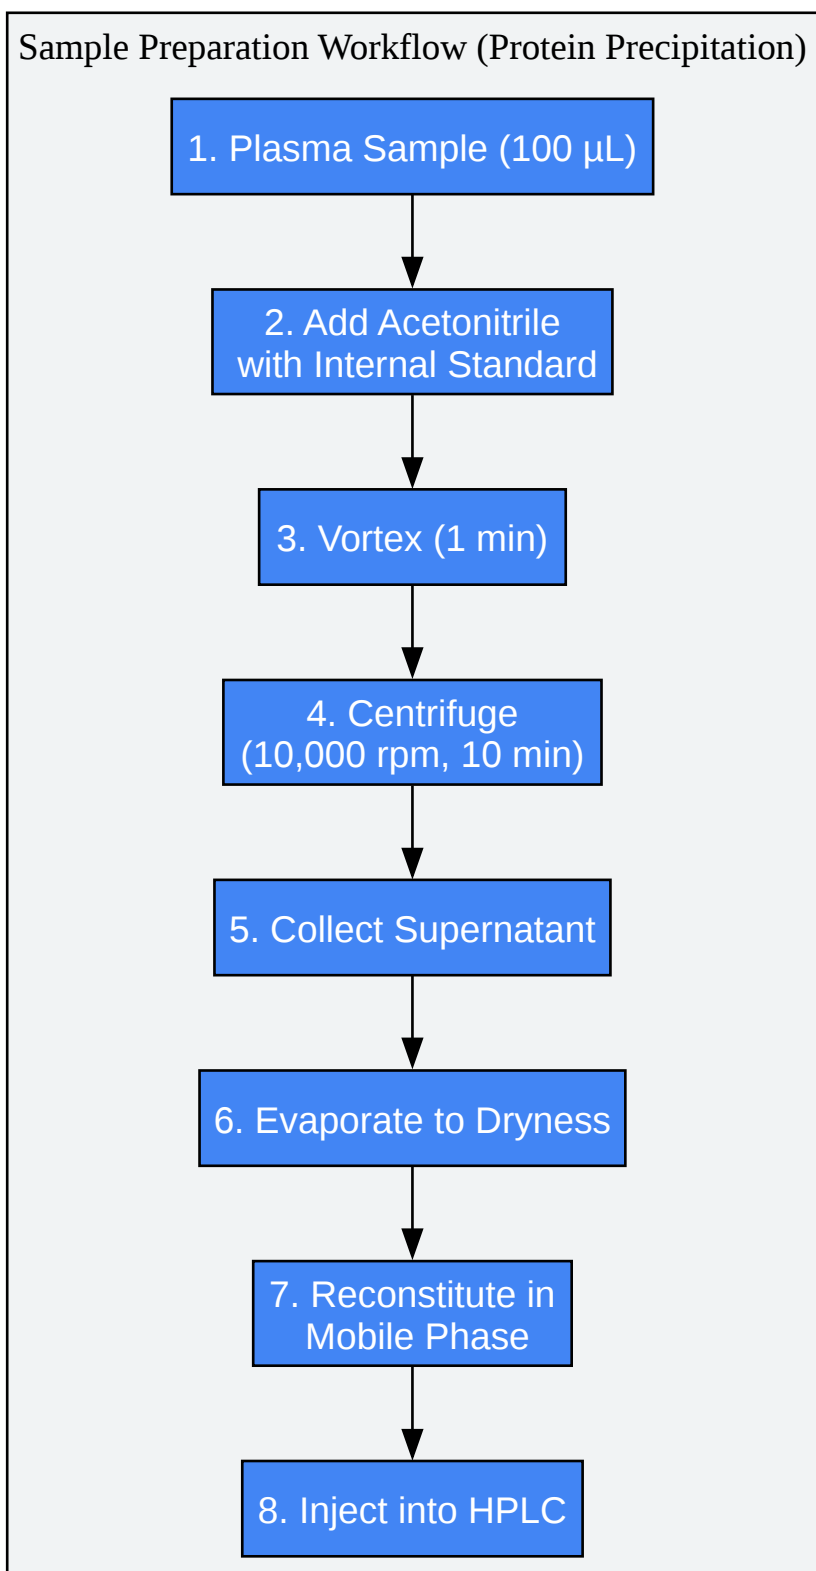 Sample Preparation Workflow (Protein Precipitation)
1. Plasma Sample (100 µL)
2. Add Acetonitrile
with Internal Standard
3. Vortex (1 min)
4. Centrifuge
(10,000 rpm, 10 min)
5. Collect Supernatant
6. Evaporate to Dryness
7. Reconstitute in
Mobile Phase
8. Inject into HPLC